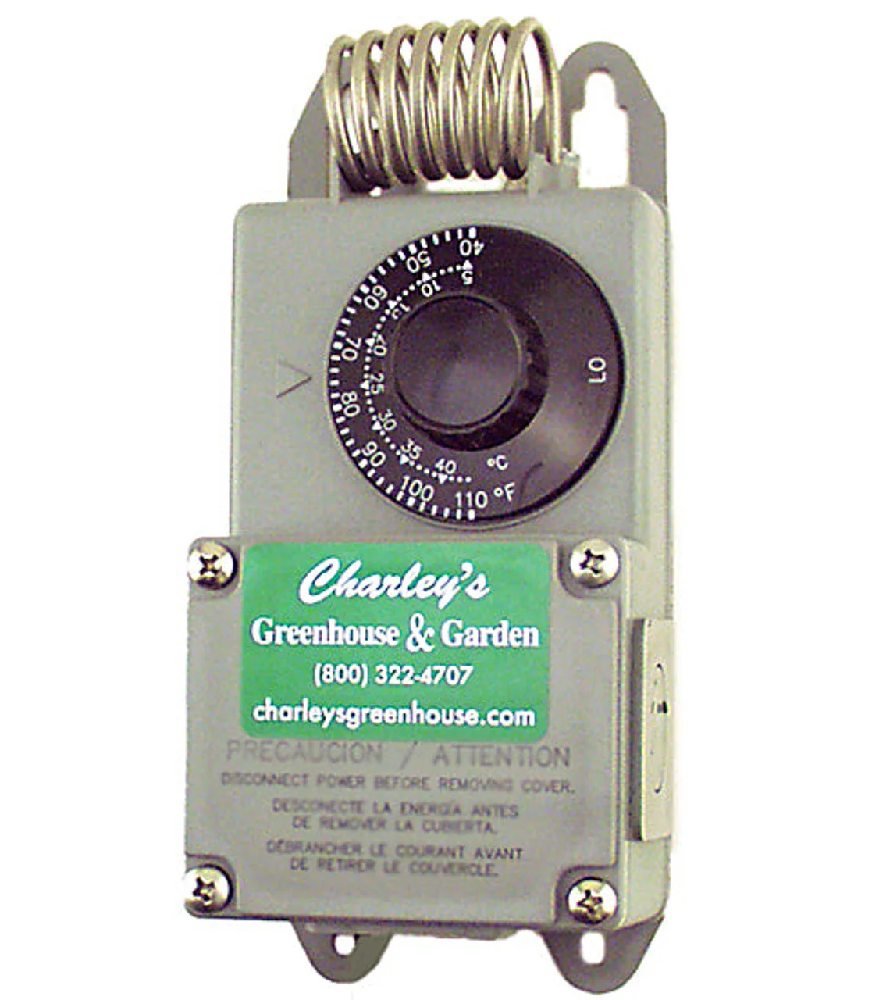 40
50
60
70
80
90
100
110 °F
5
10
15
20
25
30
35
40
°C
LO
Charley's
Greenhouse & Garden
(800) 322-4707
charleysgreenhouse.com
PRECAUCION / ATTENTION
DISCONNECT POWER BEFORE REMOVING COVER.
DESCONECTE LA ENERGÍA ANTES
DE REMOVER LA CUBIERTA.
DÉBRANCHER LE COURANT AVANT
DE RETIRER LE COUVERCLE.